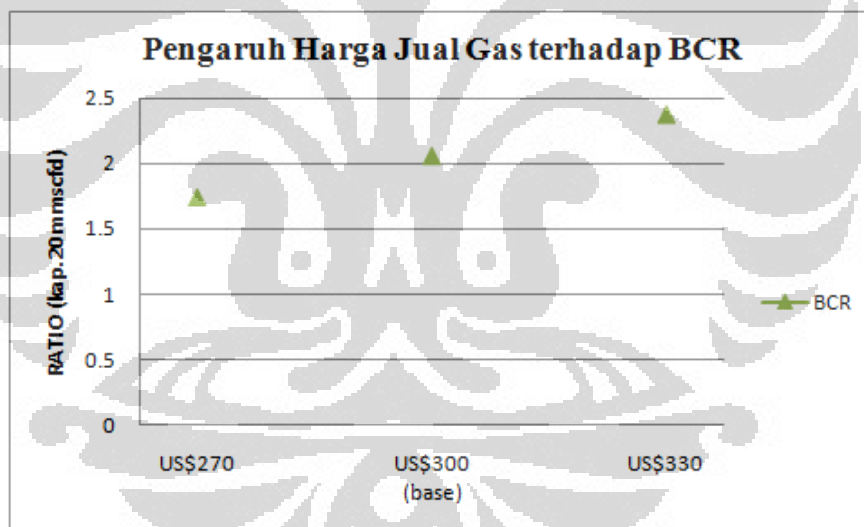 Pengaruh Harga Jual Gas terhadap BCR
RATIO (kap.20mmscfd)
2.5
2
1.5
1
0.5
0
US$270
US$300
(base)
US$330
BCR